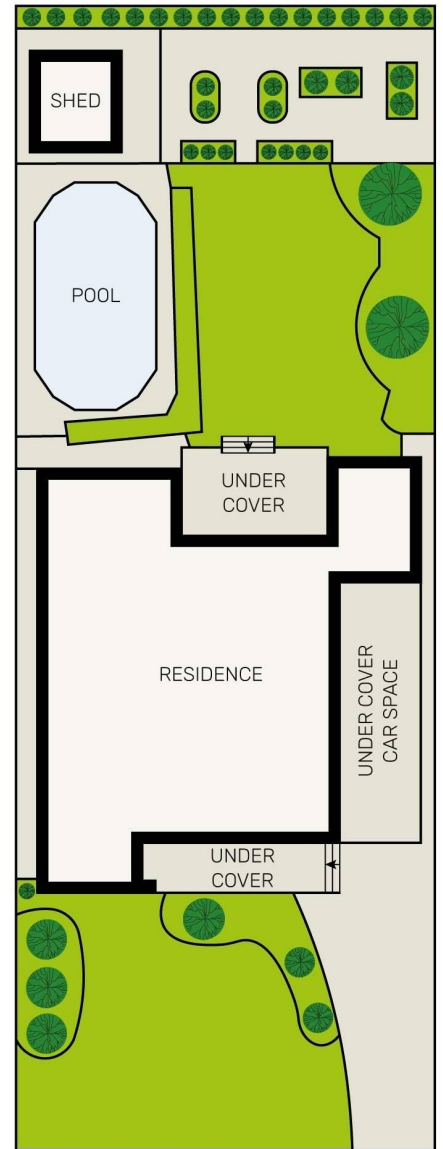 SHED
POOL
UNDER
COVER
RESIDENCE
UNDER COVER
CAR SPACE
UNDER
COVER